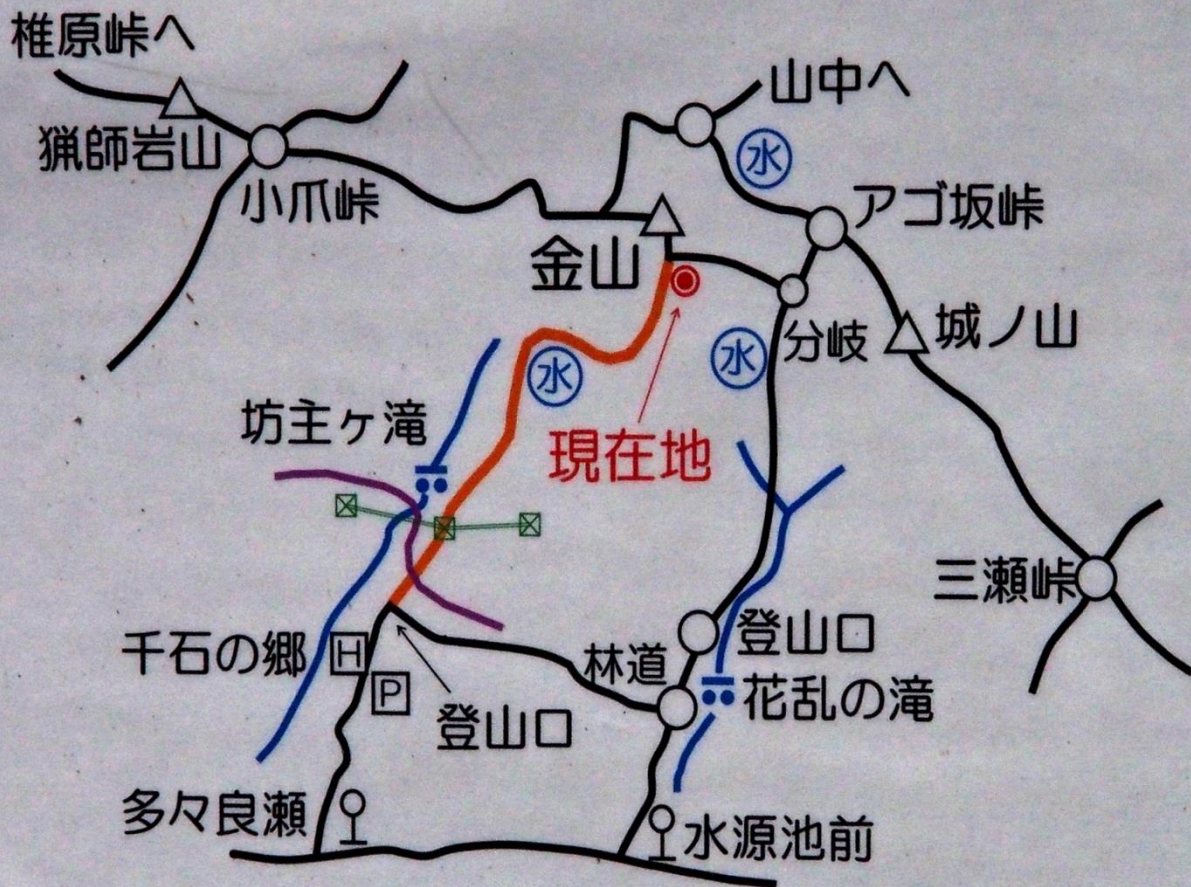 椎原峠へ
山中へ
猟師岩山
水
小爪峠
アゴ坂峠
金山
分岐
城ノ山
水
水
坊主ヶ滝
現在地
三瀬峠
千石の郷
H
林道
登山口
P
花乱の滝
登山口
多々良瀬
水源池前